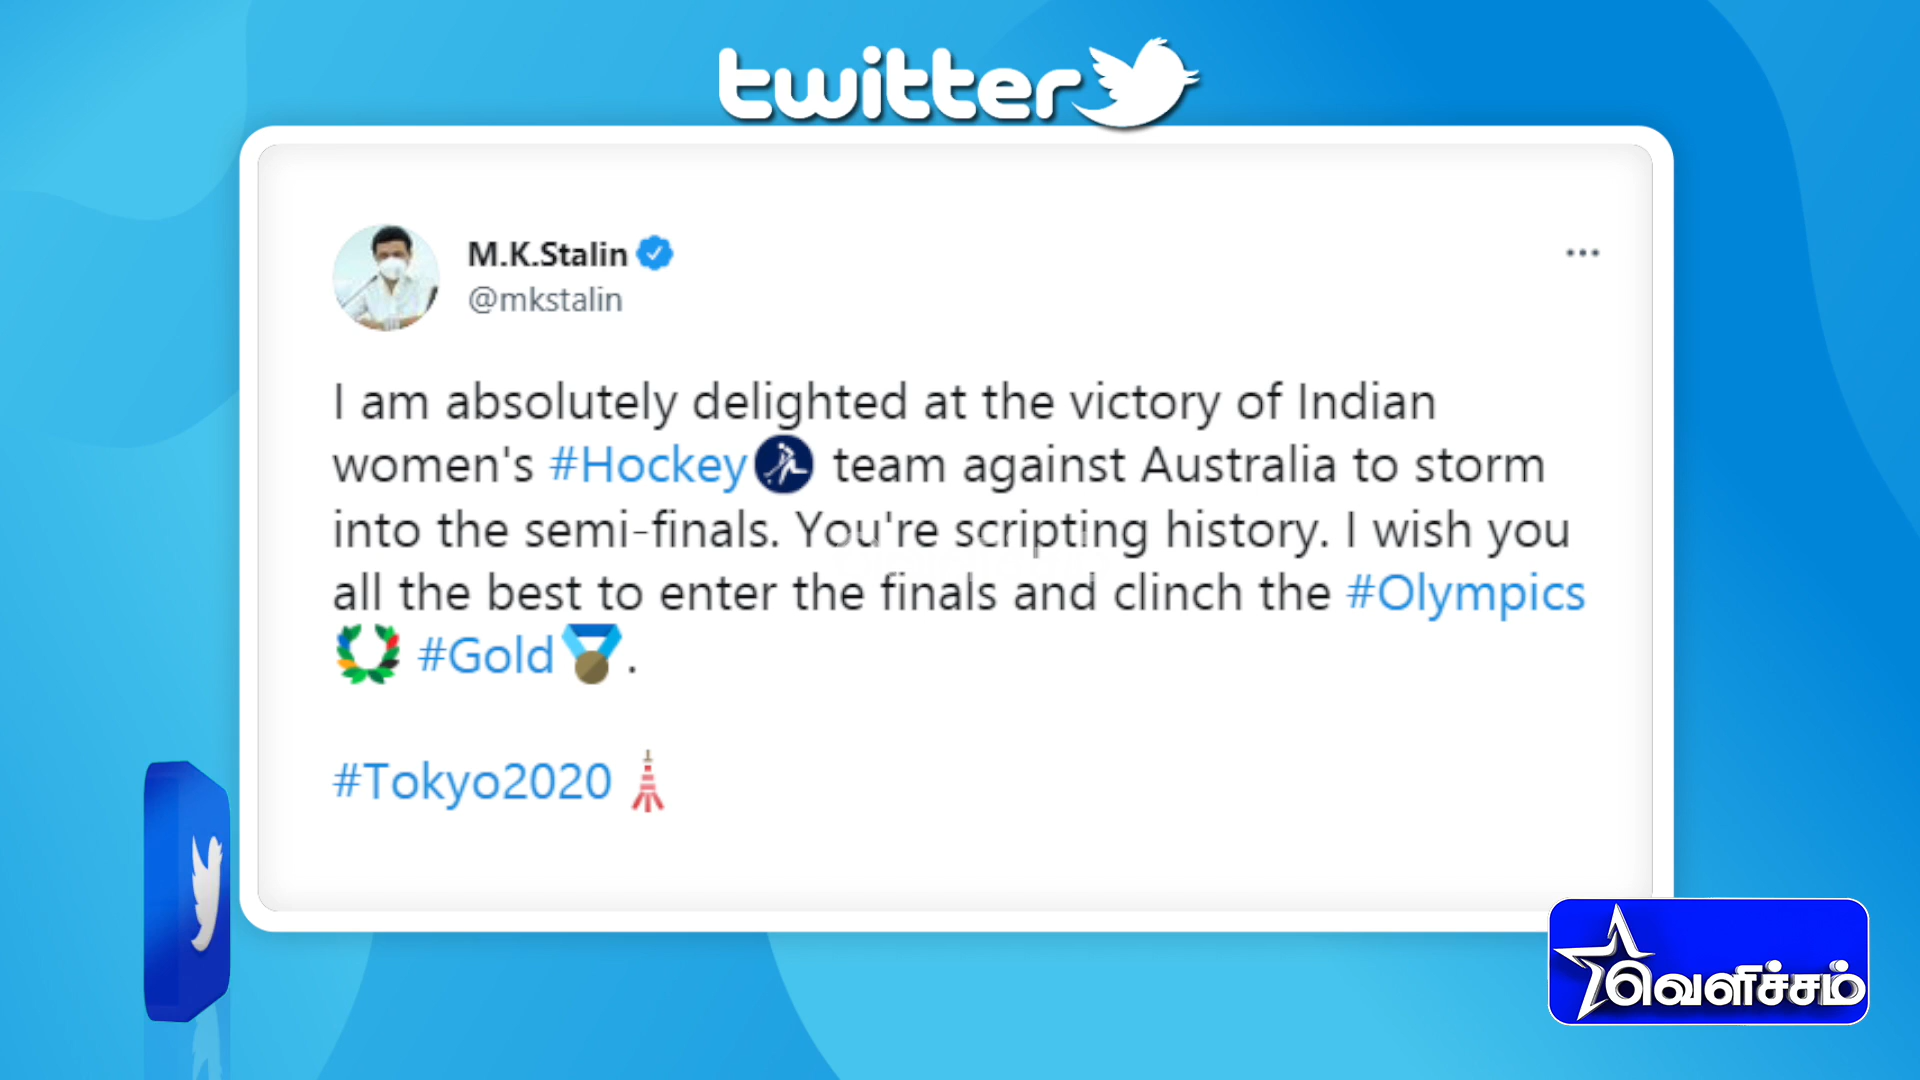 twitter
M.K.Stalin
@mkstalin
I am absolutely delighted at the victory of Indian
women's #Hockey team against Australia to storm
into the semi-finals. You're scripting history. I wish you
all the best to enter the finals and clinch the #Olympics
#Gold.
#Tokyo2020
வெளிச்சம்